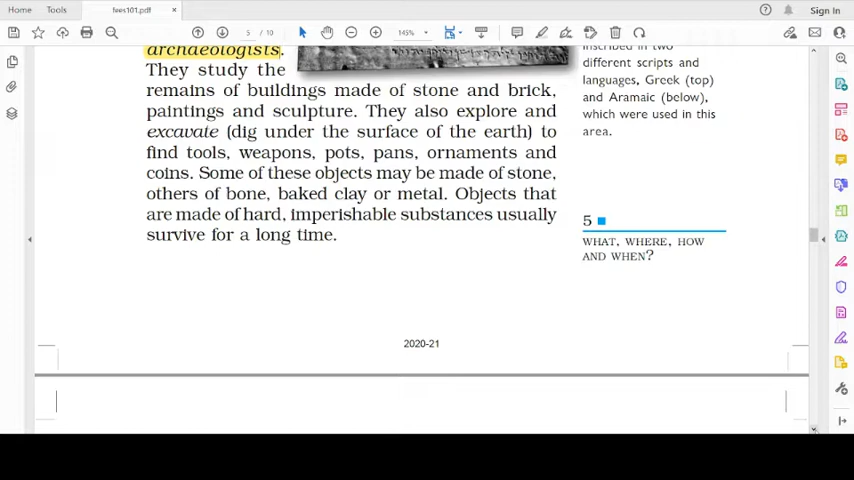 Home
Tools
fees101.pdf
×
Sign In
5 / 10
145%
archaeologists.
They study the
remains of buildings made of stone and brick,
paintings and sculpture. They also explore and
excavate (dig under the surface of the earth) to
find tools, weapons, pots, pans, ornaments and
coins. Some of these objects may be made of stone,
others of bone, baked clay or metal. Objects that
are made of hard, imperishable substances usually
survive for a long time.
inscribed in two
different scripts and
languages, Greek (top)
and Aramaic (below),
which were used in this
area.
5
WHAT, WHERE, HOW
AND WHEN?
2020-21